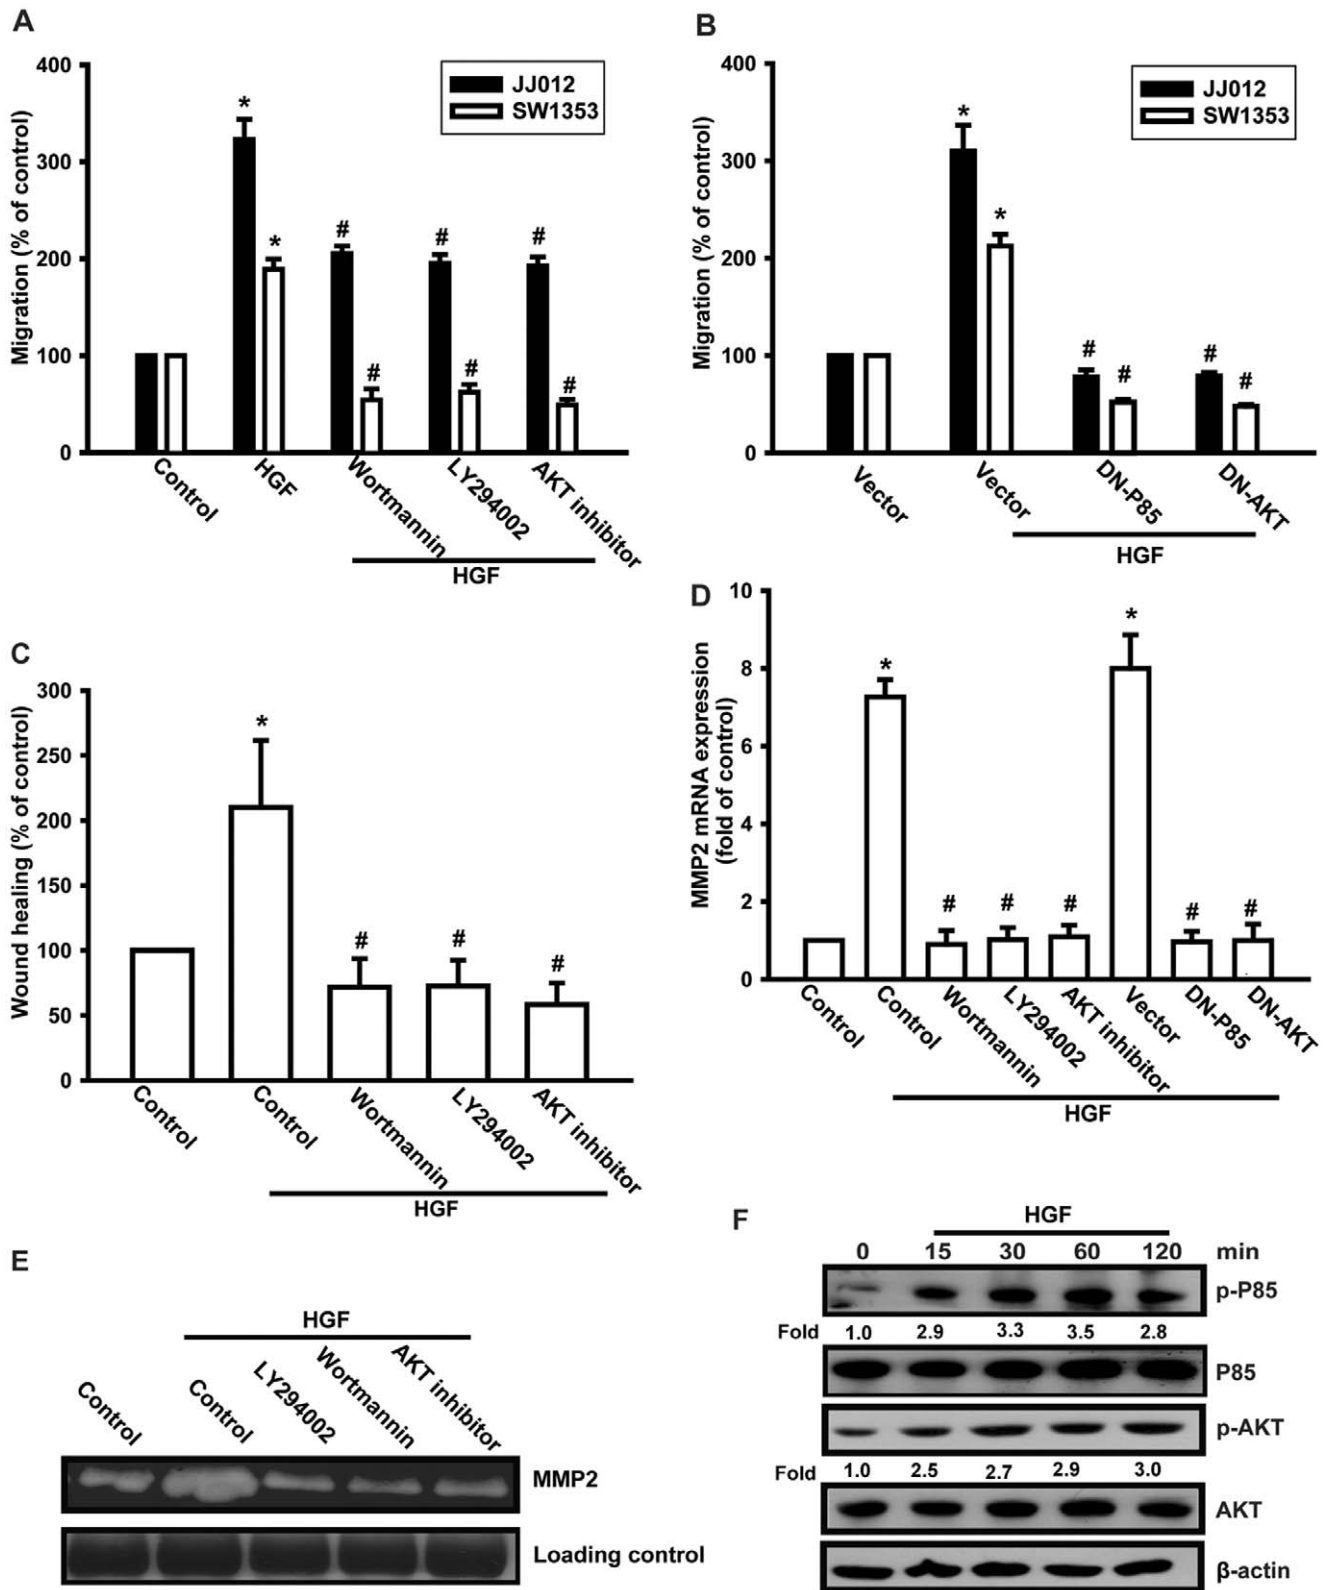 A
Migration (% of control)
400
300
200
100
0
JJ012
SW1353
*
*
#
#
#
#
#
#
Control
HGF
Wortmannin
LY294002
AKT inhibitor
HGF
B
Migration (% of control)
400
300
200
100
0
JJ012
SW1353
*
*
#
#
#
#
Vector
Vector
DN-P85
DN-AKT
HGF
C
Wound healing (% of control)
300
250
200
150
100
50
0
*
#
#
#
Control
Control
Wortmannin
LY294002
AKT inhibitor
HGF
D
MMP2 mRNA expression
(fold of control)
10
8
6
4
2
0
*
#
#
#
*
#
#
Control
Control
Wortmannin
LY294002
AKT inhibitor
Vector
DN-P85
DN-AKT
HGF
E
HGF
Control
Control
LY294002
Wortmannin
AKT inhibitor
MMP2
Loading control
F
HGF
0 15 30 60 120 min
p-P85
Fold 1.0 2.9 3.3 3.5 2.8
P85
p-AKT
Fold 1.0 2.5 2.7 2.9 3.0
AKT
β-actin